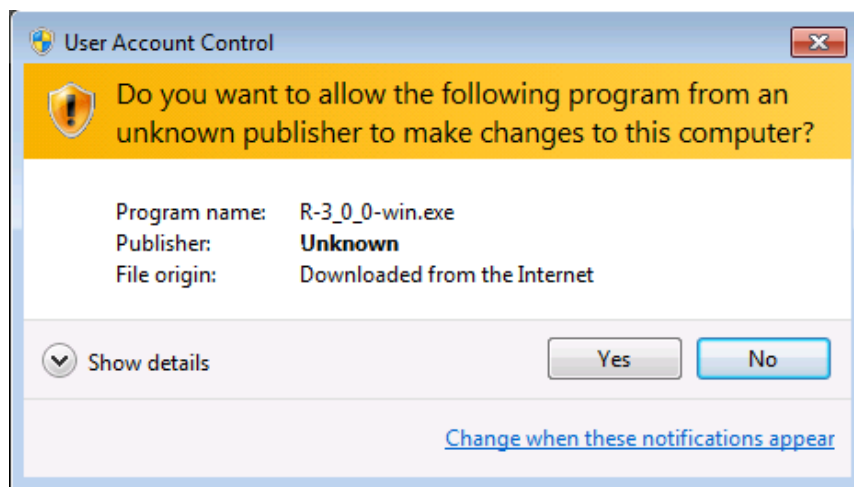 User Account Control
Do you want to allow the following program from an
unknown publisher to make changes to this computer?
Program name: R-3_0_0-win.exe
Publisher: Unknown
File origin: Downloaded from the Internet
Show details Yes No
Change when these notifications appear